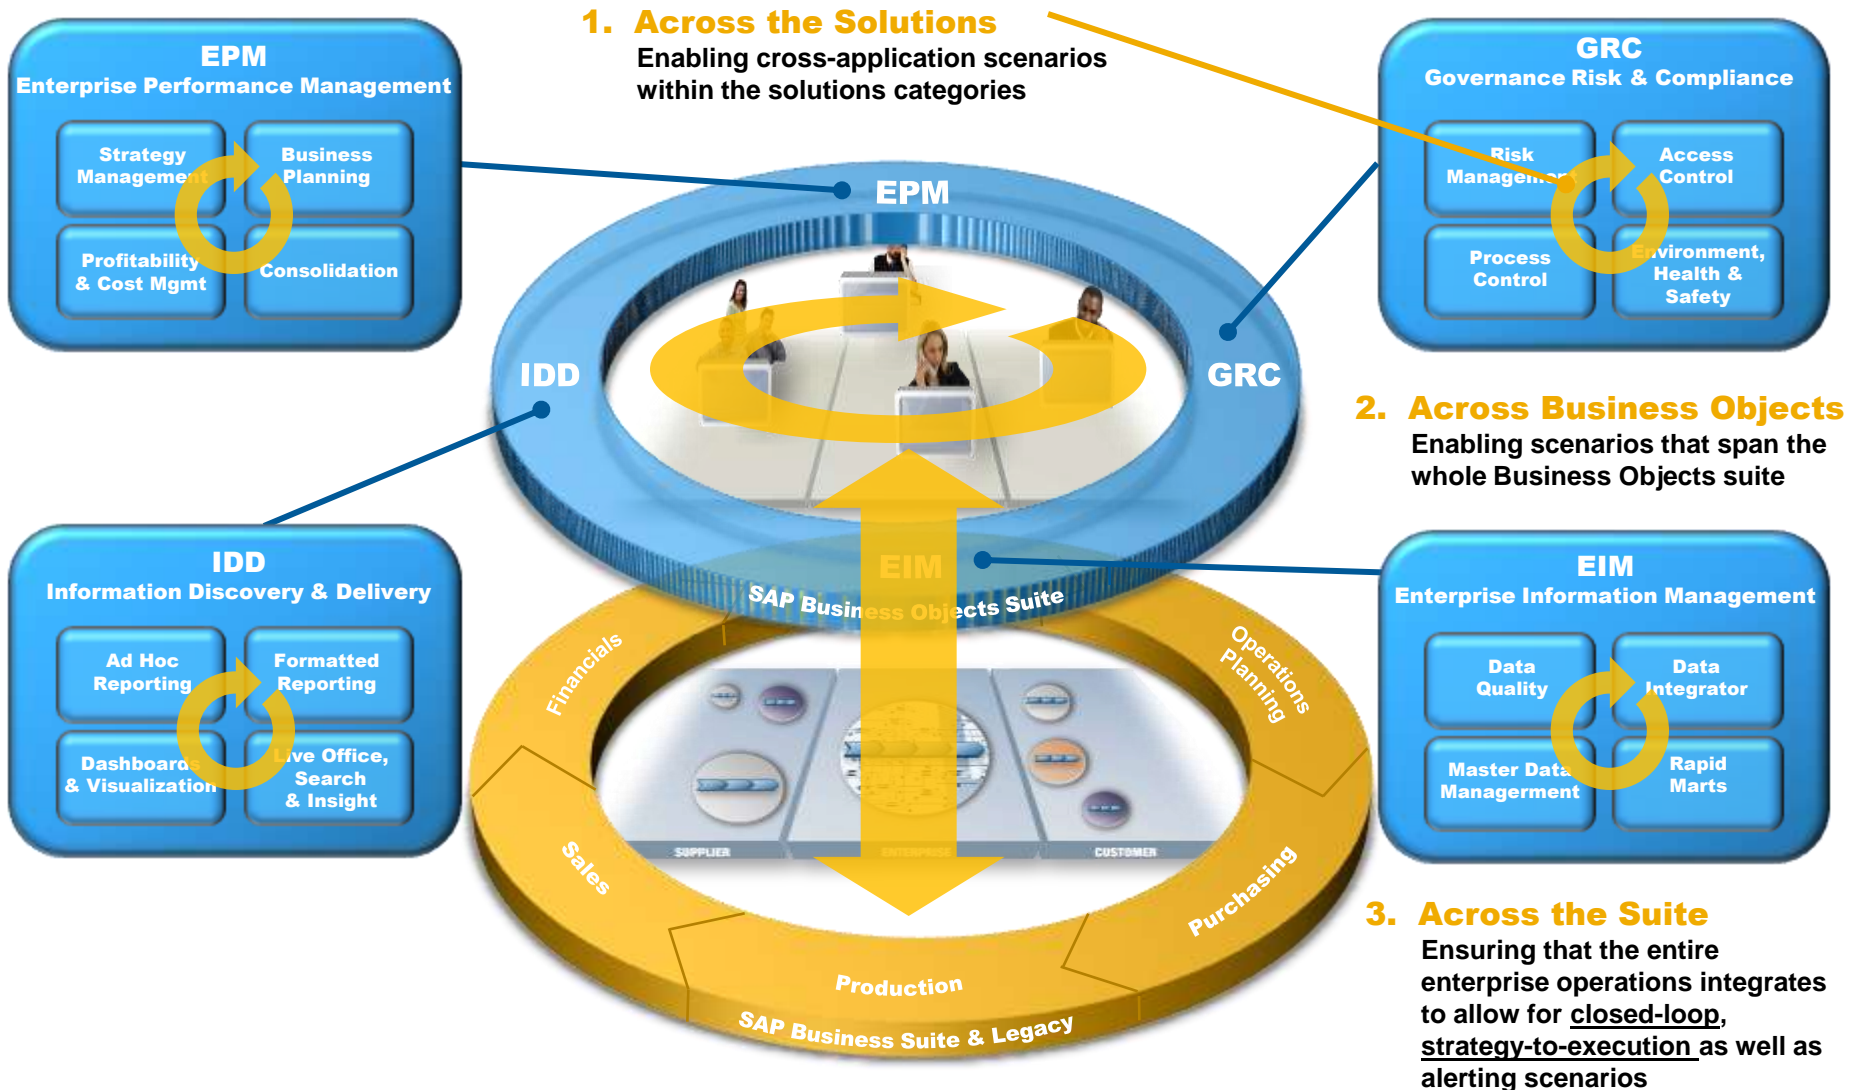 1. Across the Solutions
Enabling cross-application scenarios
within the solutions categories
EPM
Enterprise Performance Management
Strategy
Management
Business
Planning
Profitability
& Cost Mgmt
Consolidation
GRC
Governance Risk & Compliance
Risk
Management
Access
Control
Process
Control
Environment,
Health &
Safety
EPM
IDD
GRC
EIM
SAP Business Objects Suite
2. Across Business Objects
Enabling scenarios that span the
whole Business Objects suite
IDD
Information Discovery & Delivery
Ad Hoc
Reporting
Formatted
Reporting
Dashboards
& Visualization
Live Office,
Search
& Insight
EIM
Enterprise Information Management
Data
Quality
Data
Integrator
Master Data
Managerment
Rapid
Marts
Financials
Operations
Planning
SUPPLIER
ENTERPRISE
CUSTOMER
Sales
Purchasing
Production
SAP Business Suite & Legacy
3. Across the Suite
Ensuring that the entire
enterprise operations integrates
to allow for closed-loop,
strategy-to-execution as well as
alerting scenarios